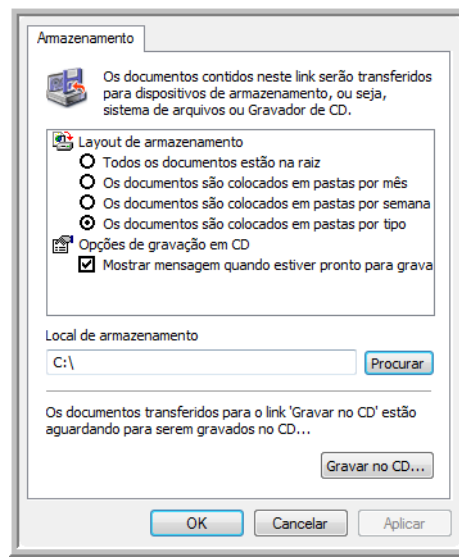 Armazenamento
Os documentos contidos neste link serão transferidos
para dispositivos de armazenamento, ou seja,
sistema de arquivos ou Gravador de CD.
Layout de armazenamento
Todos os documentos estão na raiz
Os documentos são colocados em pastas por mês
Os documentos são colocados em pastas por semana
Os documentos são colocados em pastas por tipo
Opções de gravação em CD
Mostrar mensagem quando estiver pronto para grava
Local de armazenamento
C:\
Procurar
Os documentos transferidos para o link 'Gravar no CD' estão
aguardando para serem gravados no CD...
Gravar no CD...
OK Cancelar Aplicar